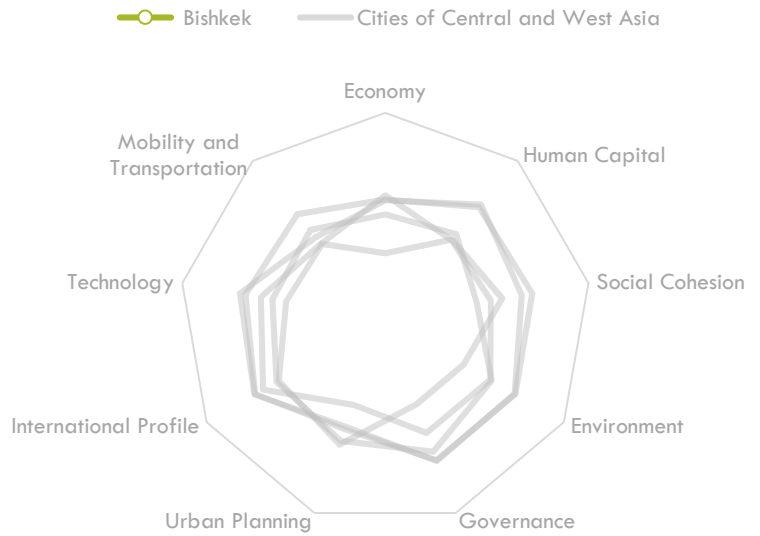 Bishkek
Cities of Central and West Asia
Economy
Mobility and
Transportation
Human Capital
Technology
Social Cohesion
International Profile
Environment
Urban Planning
Governance